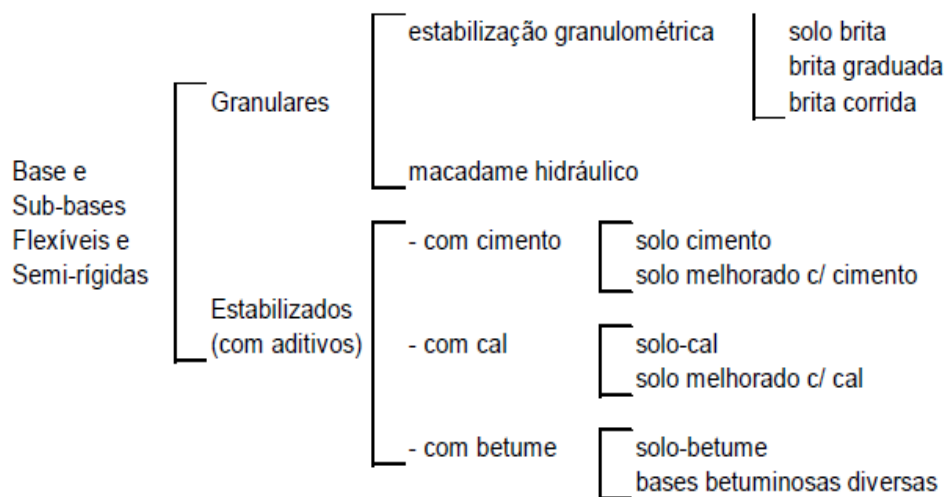 Base e
Sub-bases
Flexíveis e
Semi-rígidas
Granulares
estabilização granulométrica
solo brita
brita graduada
brita corrida
macadame hidráulico
Estabilizados
(com aditivos)
- com cimento
solo cimento
solo melhorado c/ cimento
- com cal
solo-cal
solo melhorado c/ cal
- com betume
solo-betume
bases betuminosas diversas